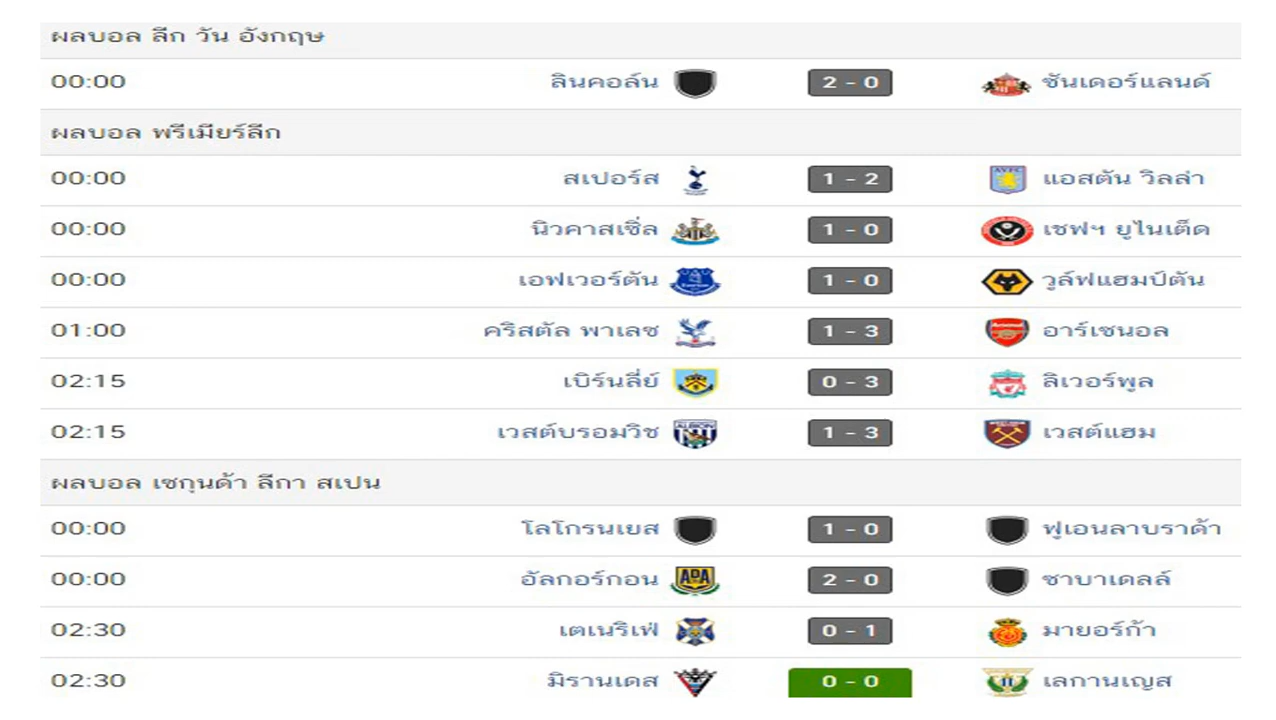 ผลบอล ลีก วัน อังกฤษ
00:00 ลินคอล์น 2 - 0 ซันเดอร์แลนด์
ผลบอล พรีเมียร์ลีก
00:00 สเปอร์ส 1 - 2 แอสตัน วิลล่า
00:00 นิวคาสเซิ่ล 1 - 0 เชฟฯ ยูไนเต็ด
00:00 เอฟเวอร์ตัน 1 - 0 วูล์ฟแฮมป์ตัน
01:00 คริสตัล พาเลซ 1 - 3 อาร์เซนอล
02:15 เบิร์นลี่ย์ 0 - 3 ลิเวอร์พูล
02:15 เวสต์บรอมวิช 1 - 3 เวสต์แฮม
ผลบอล เซกุนด้า ลีกา สเปน
00:00 โลโกรนเยส 1 - 0 ฟูเอนลาบราด้า
00:00 อัลกอร์กอน 2 - 0 ซาบาเดลล์
02:30 เตเนริเฟ่ 0 - 1 มายอร์ก้า
02:30 มิรานเดส 0 - 0 เลกานเญส